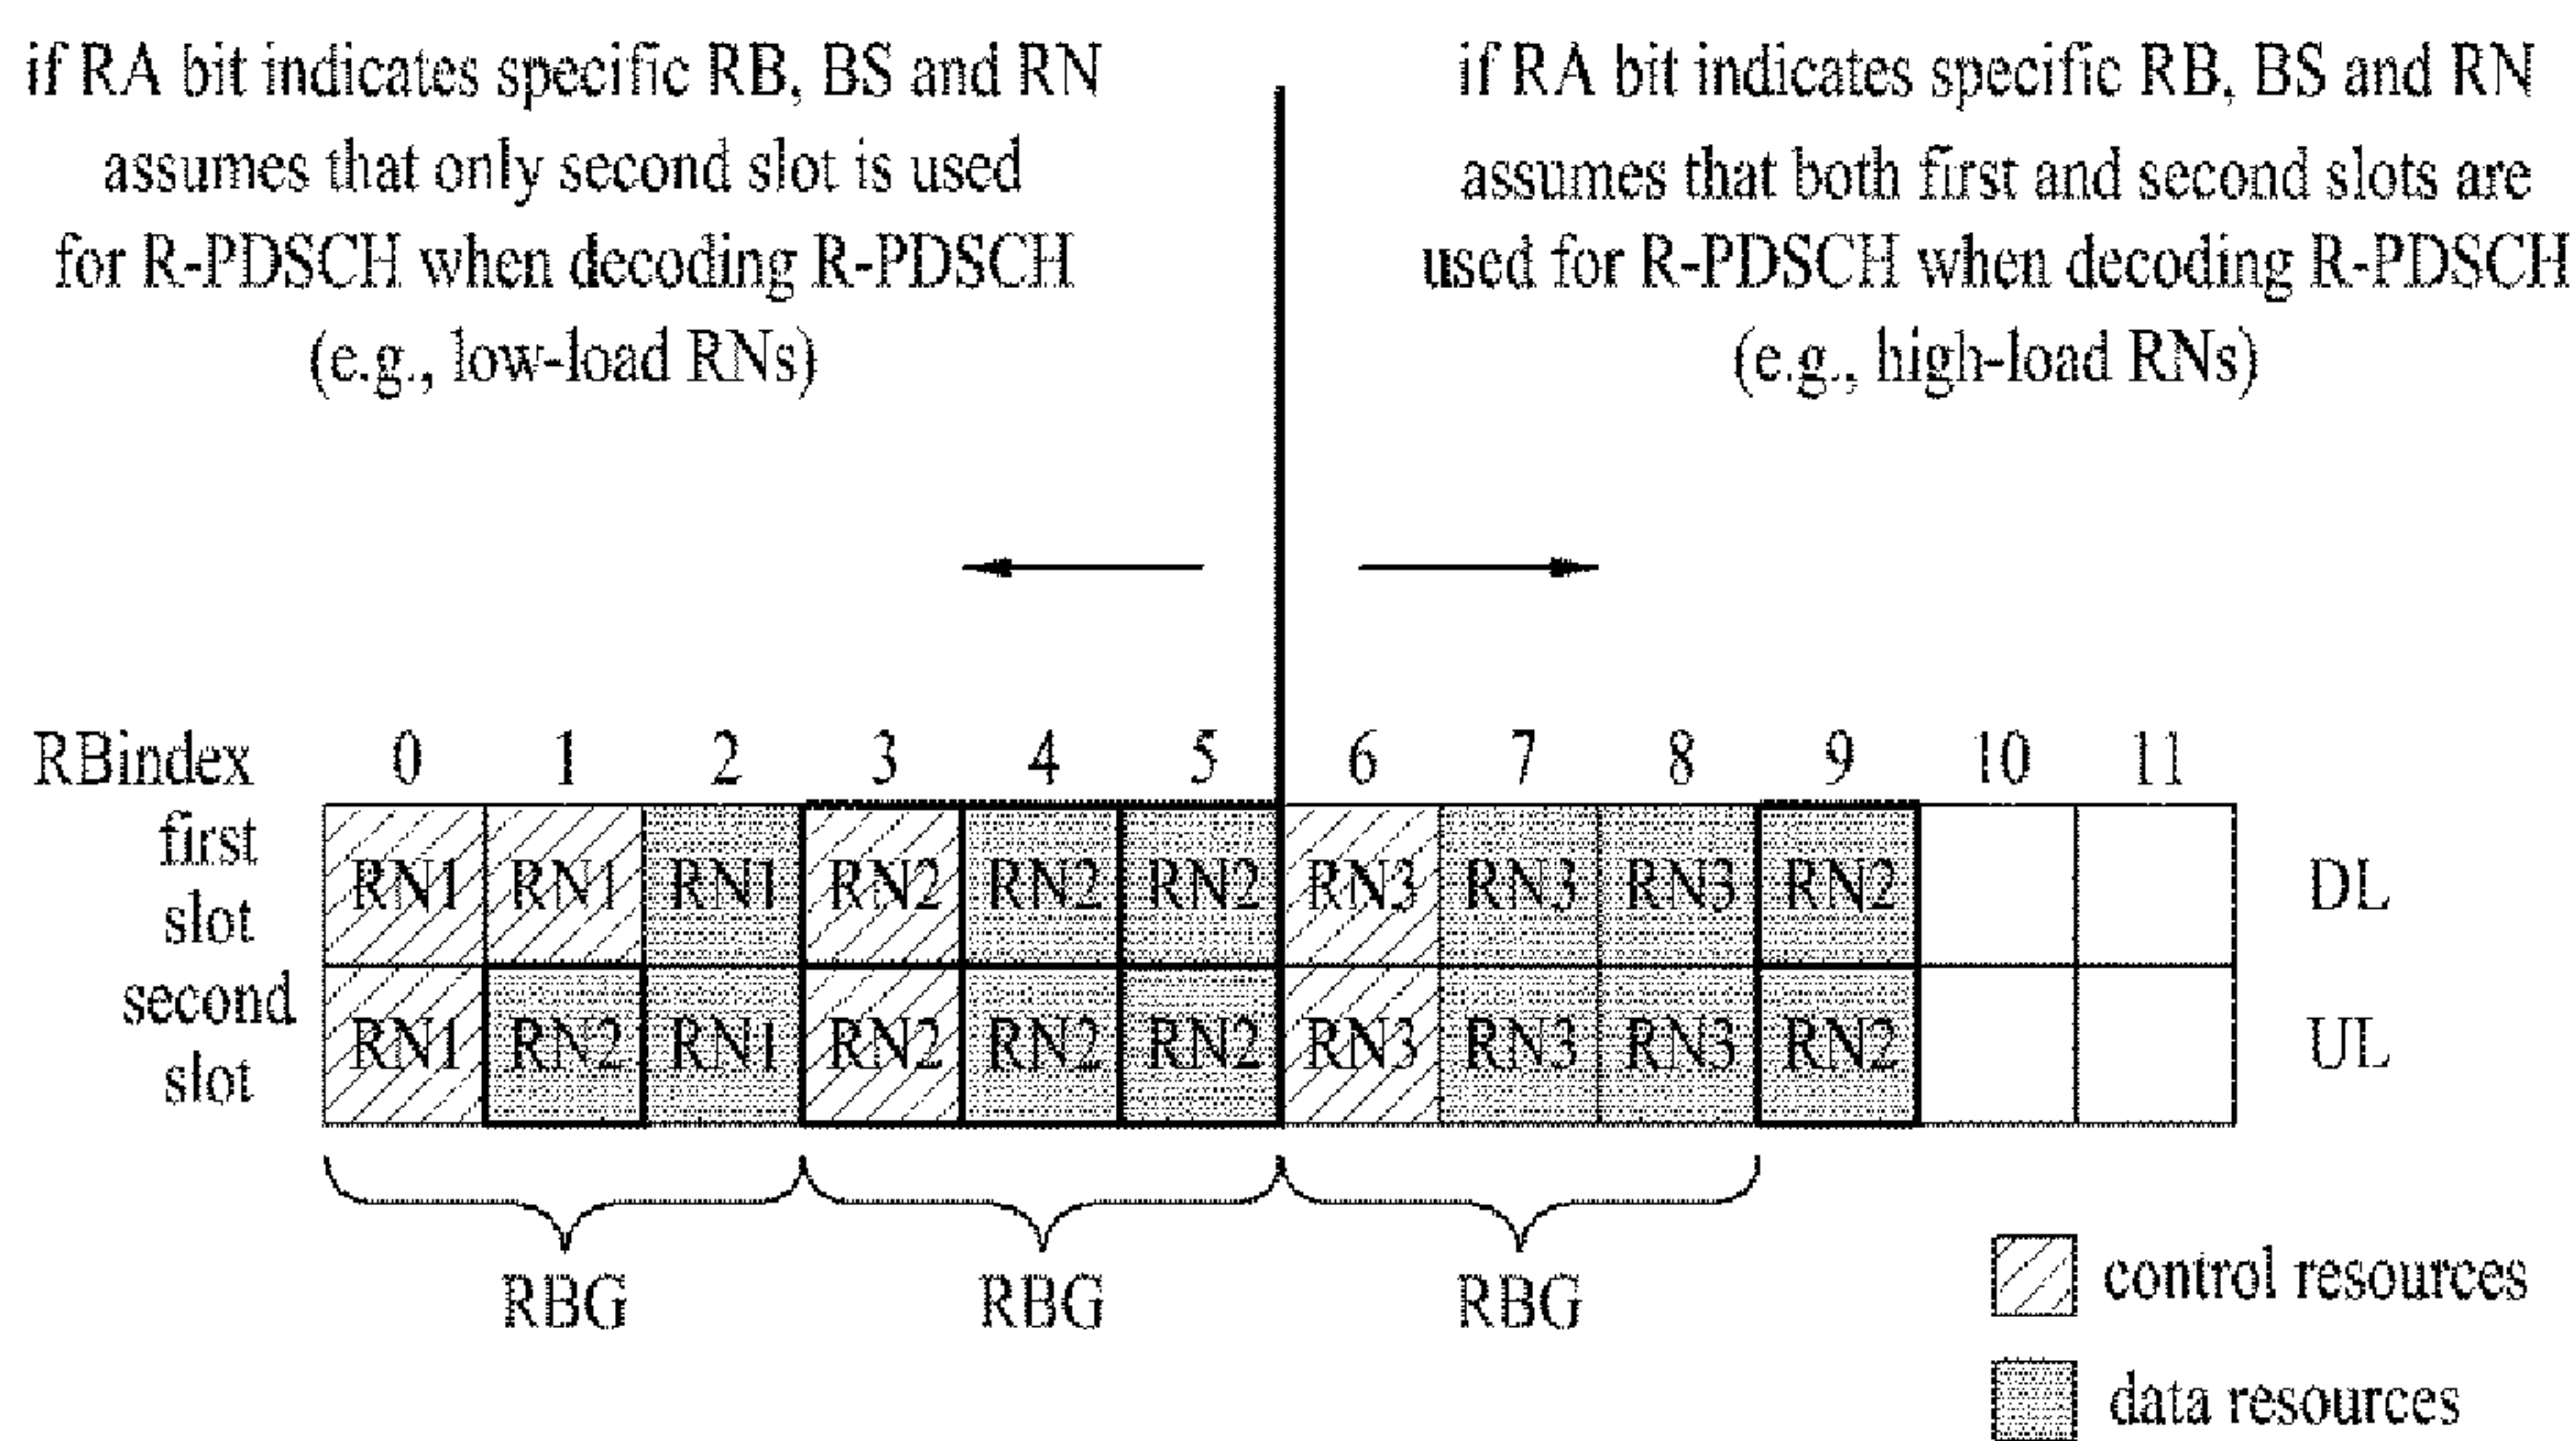 if RA bit indicates specific RB, BS and RN
assumes that only second slot is used
for R-PDSCH when decoding R-PDSCH
(e.g., low-load RNs)
if RA bit indicates specific RB, BS and RN
assumes that both first and second slots are
used for R-PDSCH when decoding R-PDSCH
(e.g., high-load RNs)
RBindex 0 1 2 3 4 5 6 7 8 9 10 11
first slot RN1 RN1 RN1 RN2 RN2 RN2 RN3 RN3 RN3 RN2 DL
second slot RN1 RN2 RN1 RN2 RN2 RN2 RN3 RN3 RN3 RN2 UL
RBG RBG RBG
control resources
data resources